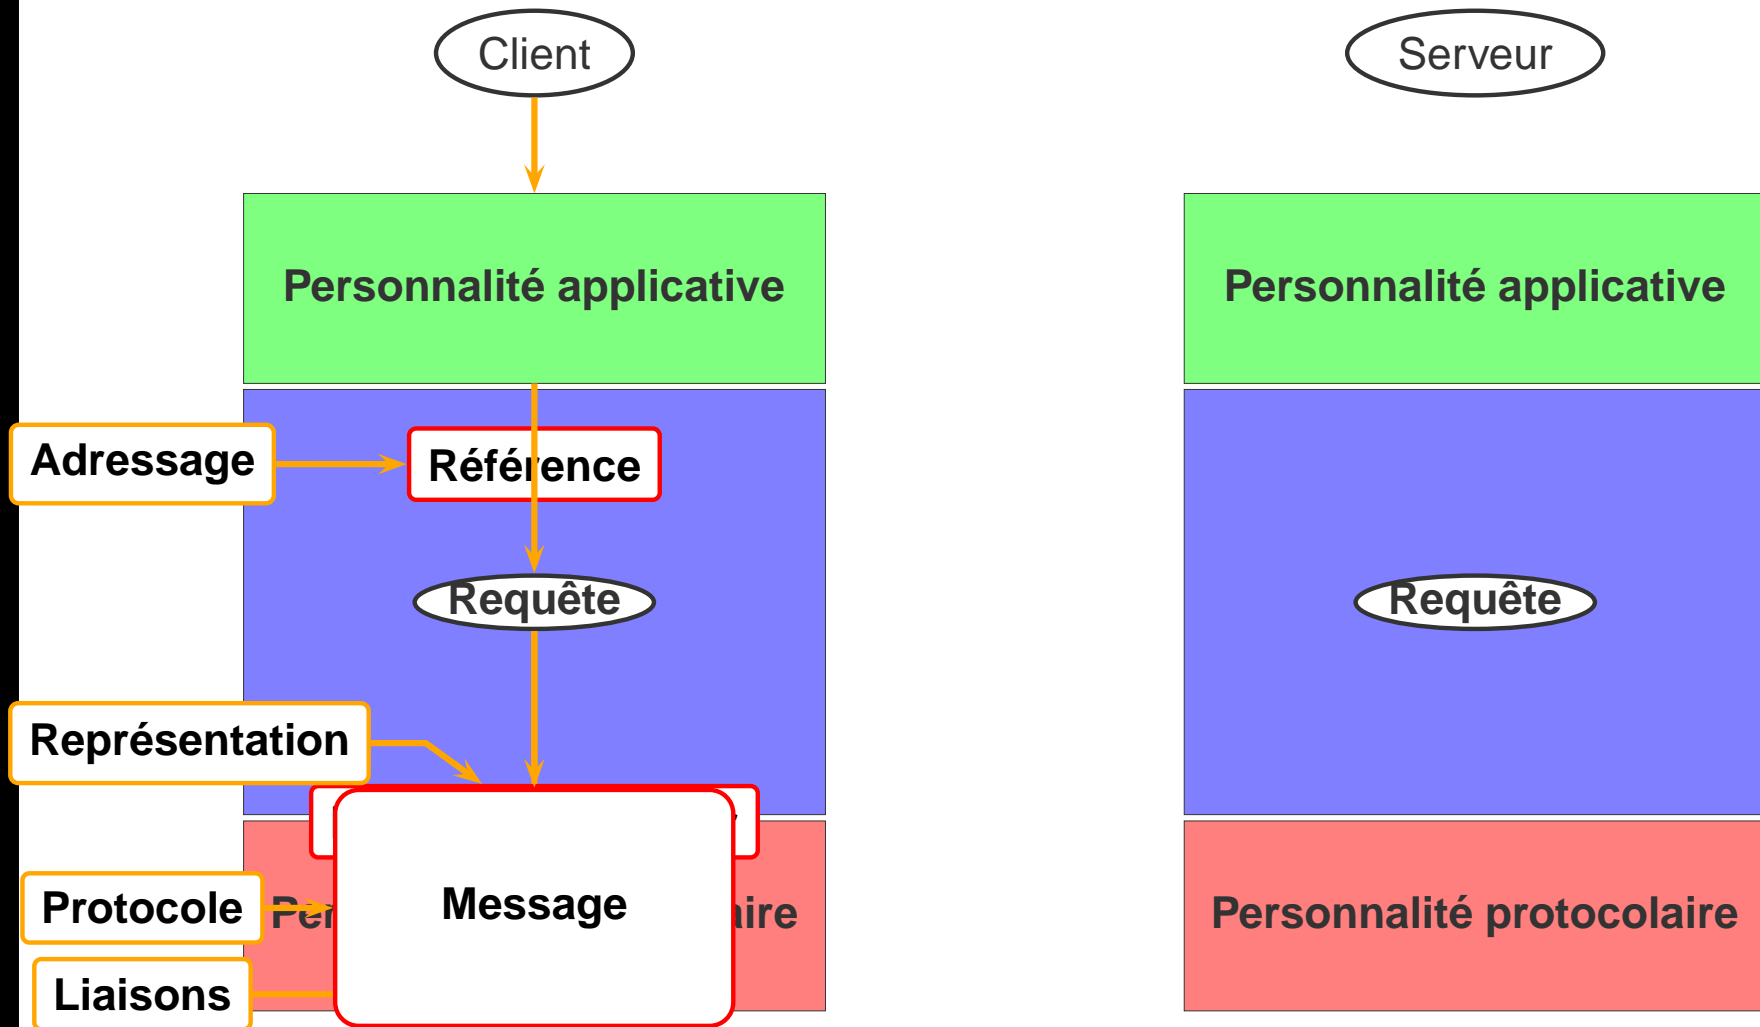 Client
Serveur
Personnalité applicative
Personnalité applicative
Adressage
Référence
Requête
Requête
Représentation
Protocole
Message
Personnalité protocolaire
Liaisons